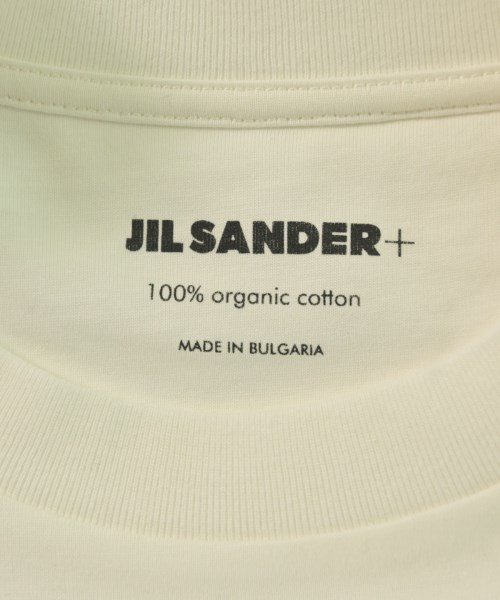 JIL SANDER+
100% organic cotton
MADE IN BULGARIA